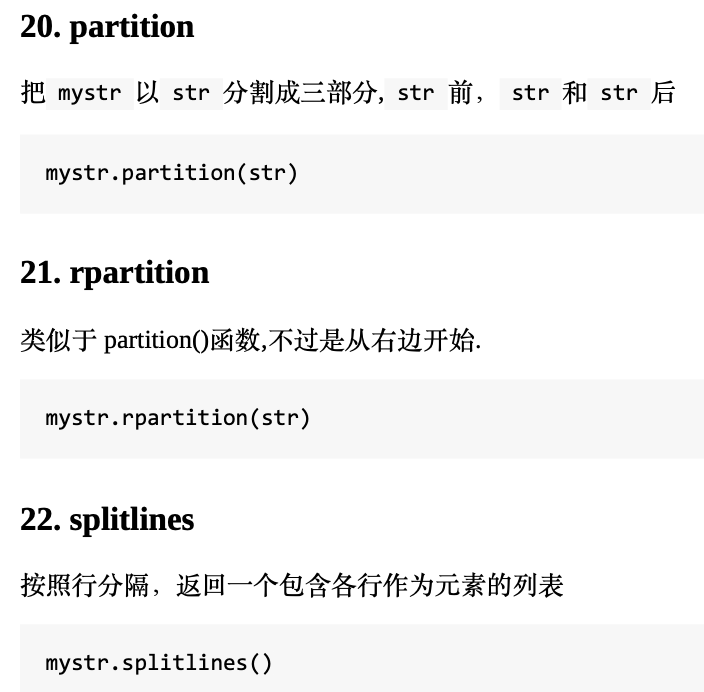 20. partition
把 mystr 以 str 分割成三部分, str 前， str 和 str 后
mystr.partition(str)
21. rpartition
类似于 partition()函数,不过是从右边开始.
mystr.rpartition(str)
22. splitlines
按照行分隔，返回一个包含各行作为元素的列表
mystr.splitlines()